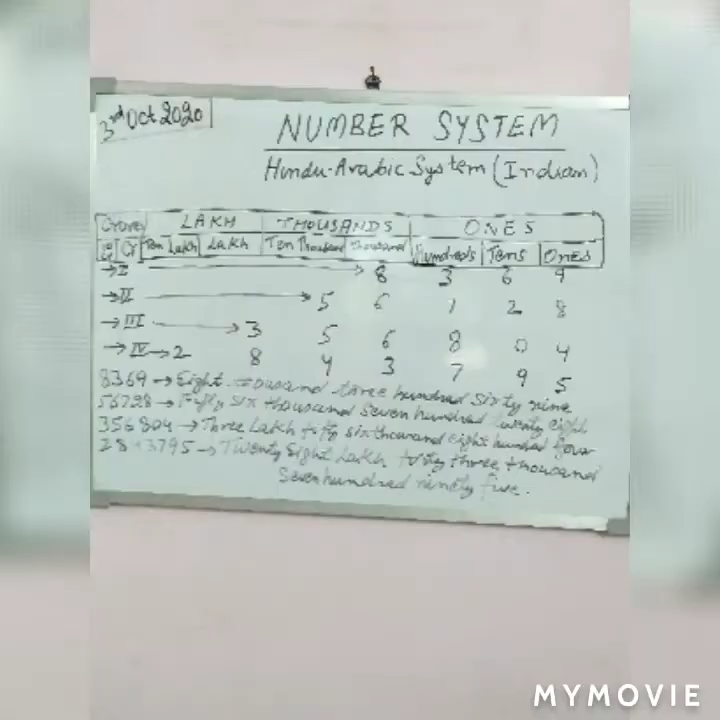 3rd Oct 2020
NUMBER SYSTEM
Hindu-Arabic System (Indian)
Crore LAKH THOUSANDS ONES
Cr Ten Lakh Lakh Ten Thousand Thousand Hundreds Tens Ones
→I → 8 3 6 9
→II → 5 6 7 2 8
→III → 3 5 6 8 0 4
→IV→2 8 4 3 7 9 5
8369 → Eight thousand three hundred sixty nine
56728 → Fifty six thousand seven hundred twenty eight
356804 → Three Lakh fifty six thousand eight hundred four
2843795 → Twenty Eight Lakh forty three thousand
Seven hundred ninety five.
MYMOVIE